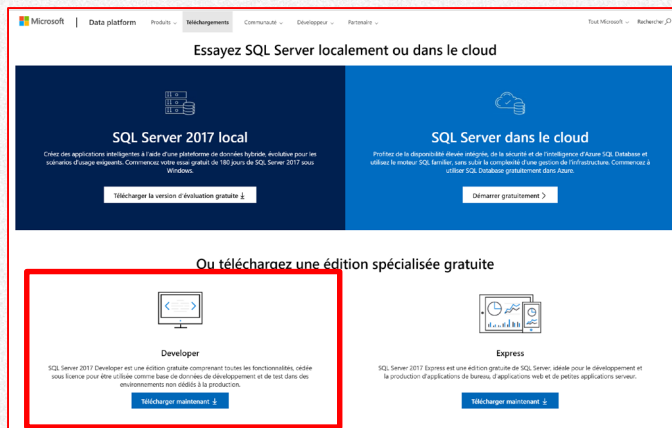 Microsoft | Data platform Produits Téléchargements Communauté Développeur Partenaire Tout Microsoft Rechercher
Essayez SQL Server localement ou dans le cloud
SQL Server 2017 local
Créez des applications intelligentes à l'aide d'une plateforme de données hybride, évolutive pour les
scénarios d'usage exigeants. Commencez votre essai gratuit de 180 jours de SQL Server 2017 sous
Windows.
Télécharger la version d'évaluation gratuite
SQL Server dans le cloud
Profitez de la disponibilité élevée intégrée, de la sécurité et de l'intelligence d'Azure SQL Database et
utilisez le moteur SQL familier, sans subir la complexité d'une gestion de l'infrastructure. Commencez à
utiliser SQL Database gratuitement dans Azure.
Démarrer gratuitement
Ou téléchargez une édition spécialisée gratuite
Developer
SQL Server 2017 Developer est une édition gratuite comprenant toutes les fonctionnalités, cédée
sous licence pour être utilisée comme base de données de développement et de test dans des
environnements non dédiés à la production.
Télécharger maintenant
Express
SQL Server 2017 Express est une édition gratuite de SQL Server, idéale pour le développement et
la production d'applications de bureau, d'applications web et de petites applications serveur.
Télécharger maintenant